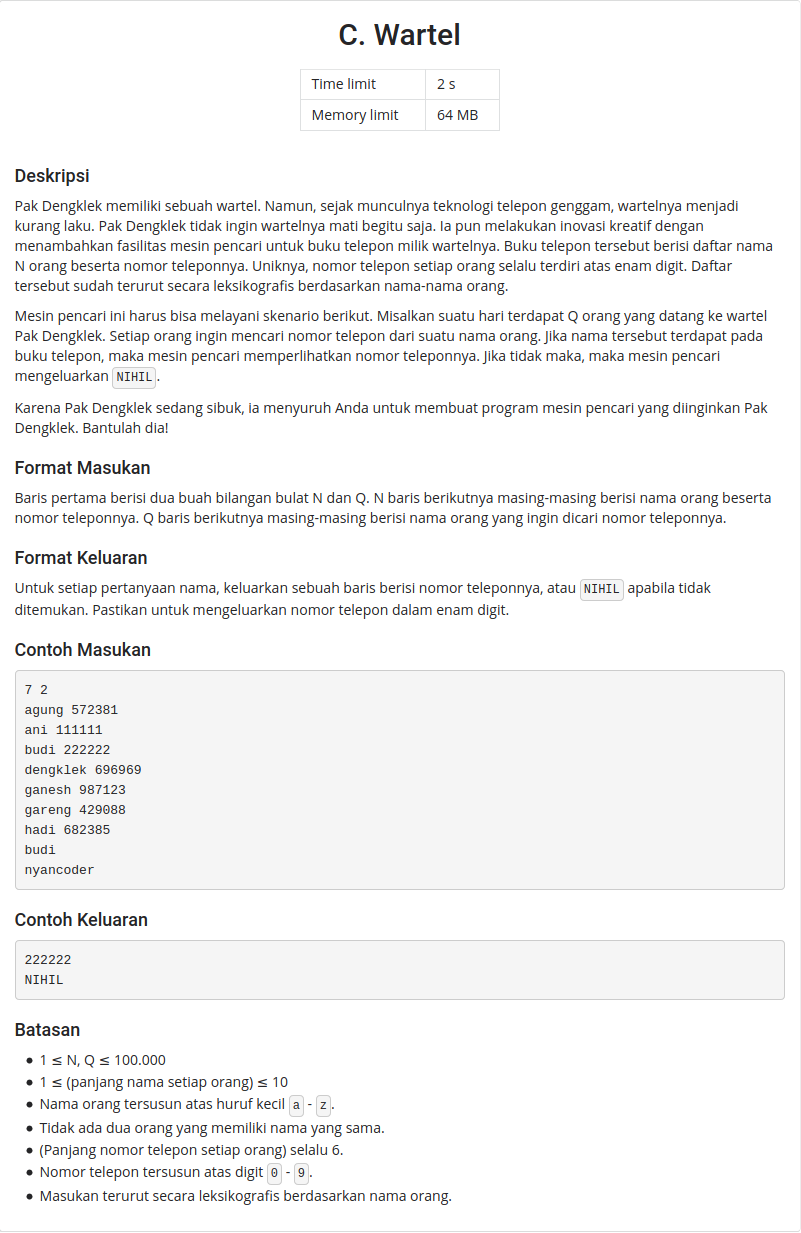 C. Wartel
Time limit 2 s
Memory limit 64 MB
Deskripsi
Pak Dengklek memiliki sebuah wartel. Namun, sejak munculnya teknologi telepon genggam, wartelnya menjadi
kurang laku. Pak Dengklek tidak ingin wartelnya mati begitu saja. Ia pun melakukan inovasi kreatif dengan
menambahkan fasilitas mesin pencari untuk buku telepon milik wartelnya. Buku telepon tersebut berisi daftar nama
N orang beserta nomor teleponnya. Uniknya, nomor telepon setiap orang selalu terdiri atas enam digit. Daftar
tersebut sudah terurut secara leksikografis berdasarkan nama-nama orang.
Mesin pencari ini harus bisa melayani skenario berikut. Misalkan suatu hari terdapat Q orang yang datang ke wartel
Pak Dengklek. Setiap orang ingin mencari nomor telepon dari suatu nama orang. Jika nama tersebut terdapat pada
buku telepon, maka mesin pencari memperlihatkan nomor teleponnya. Jika tidak maka, maka mesin pencari
mengeluarkan NIHIL.
Karena Pak Dengklek sedang sibuk, ia menyuruh Anda untuk membuat program mesin pencari yang diinginkan Pak
Dengklek. Bantulah dia!
Format Masukan
Baris pertama berisi dua buah bilangan bulat N dan Q. N baris berikutnya masing-masing berisi nama orang beserta
nomor teleponnya. Q baris berikutnya masing-masing berisi nama orang yang ingin dicari nomor teleponnya.
Format Keluaran
Untuk setiap pertanyaan nama, keluarkan sebuah baris berisi nomor teleponnya, atau NIHIL apabila tidak
ditemukan. Pastikan untuk mengeluarkan nomor telepon dalam enam digit.
Contoh Masukan
7 2
agung 572381
ani 111111
budi 222222
dengklek 696969
ganesh 987123
gareng 429088
hadi 682385
budi
nyancoder
Contoh Keluaran
222222
NIHIL
Batasan
• 1 ≤ N, Q ≤ 100.000
• 1 ≤ (panjang nama setiap orang) ≤ 10
• Nama orang tersusun atas huruf kecil a - z.
• Tidak ada dua orang yang memiliki nama yang sama.
• (Panjang nomor telepon setiap orang) selalu 6.
• Nomor telepon tersusun atas digit 0 - 9.
• Masukan terurut secara leksikografis berdasarkan nama orang.